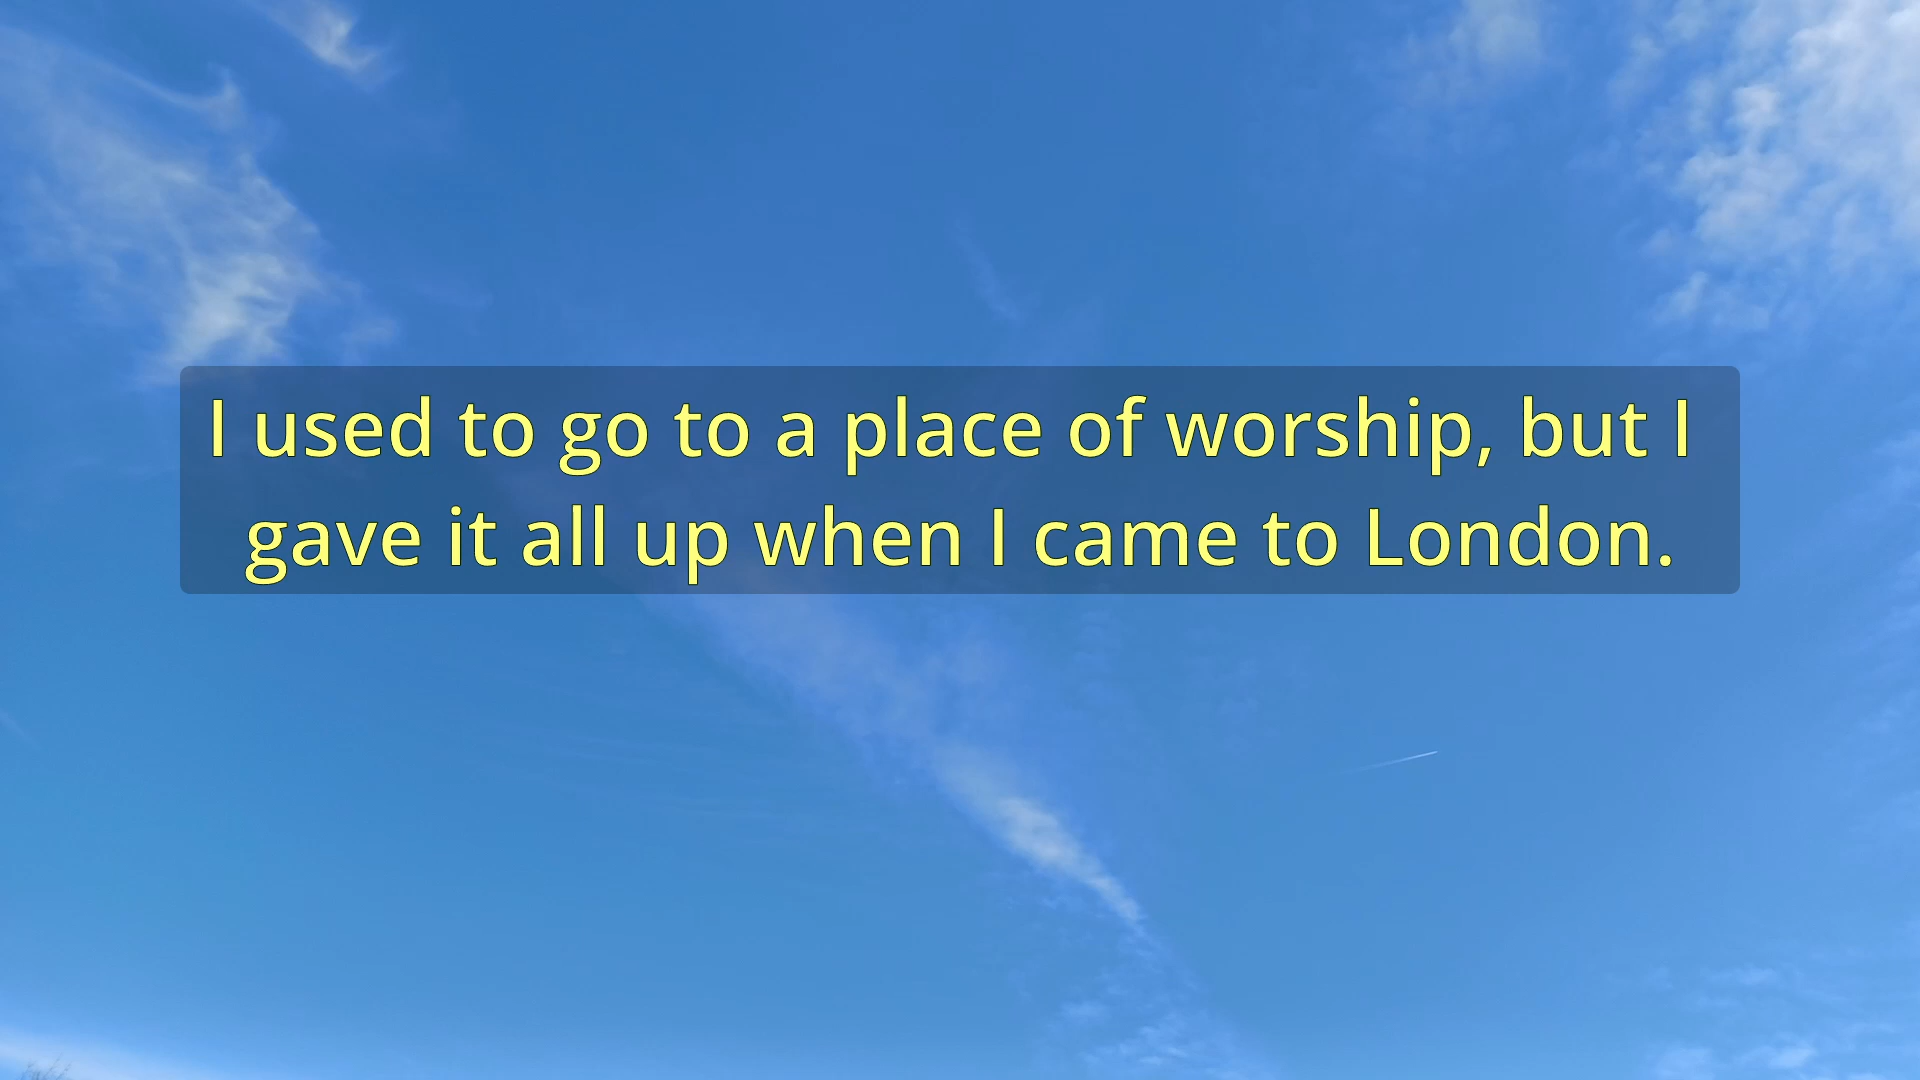 I used to go to a place of worship, but I
gave it all up when I came to London.